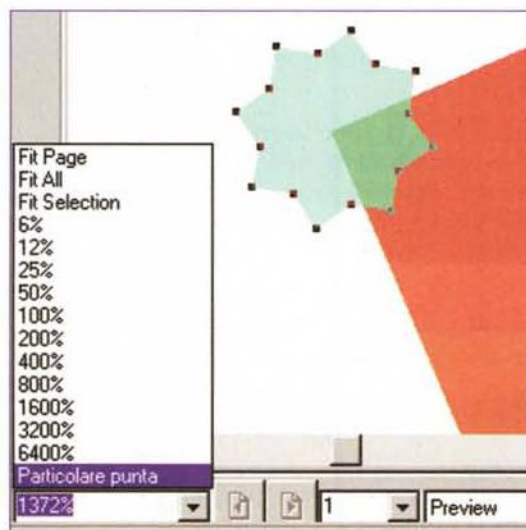 Fit Page
Fit All
Fit Selection
6%
12%
25%
50%
100%
200%
400%
800%
1600%
3200%
6400%
Particolare punta
1372% 1 Preview